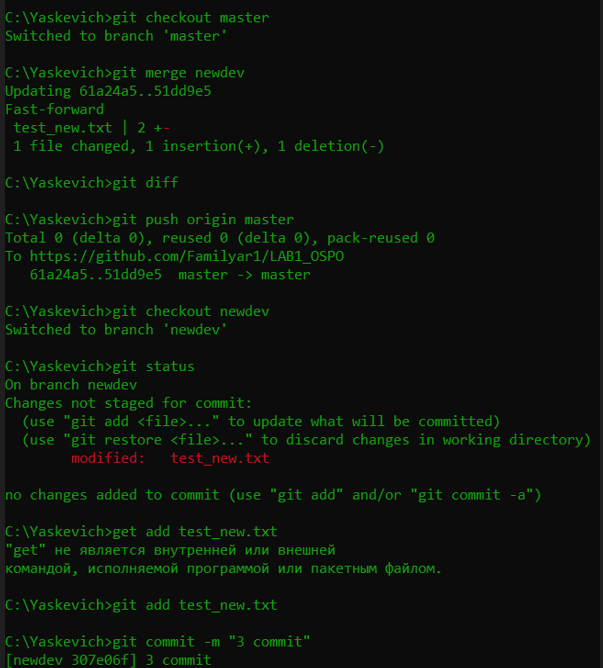 C:\Yaskevich>git checkout master
Switched to branch 'master'
C:\Yaskevich>git merge newdev
Updating 61a24a5..51dd9e5
Fast-forward
 test_new.txt | 2 +-
 1 file changed, 1 insertion(+), 1 deletion(-)
C:\Yaskevich>git diff
C:\Yaskevich>git push origin master
Total 0 (delta 0), reused 0 (delta 0), pack-reused 0
To https://github.com/Familyar1/LAB1_OSPO
   61a24a5..51dd9e5  master -> master
C:\Yaskevich>git checkout newdev
Switched to branch 'newdev'
C:\Yaskevich>git status
On branch newdev
Changes not staged for commit:
  (use "git add <file>..." to update what will be committed)
  (use "git restore <file>..." to discard changes in working directory)
        modified:   test_new.txt
no changes added to commit (use "git add" and/or "git commit -a")
C:\Yaskevich>get add test_new.txt
"get" не является внутренней или внешней
командой, исполняемой программой или пакетным файлом.
C:\Yaskevich>git add test_new.txt
C:\Yaskevich>git commit -m "3 commit"
[newdev 307e06f] 3 commit